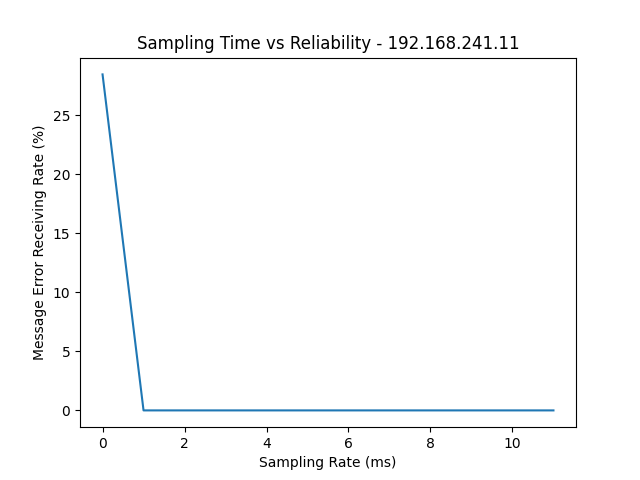 Sampling Time vs Reliability - 192.168.241.11
Message Error Receiving Rate (%)
25
20
15
10
5
0
0 2 4 6 8 10
Sampling Rate (ms)